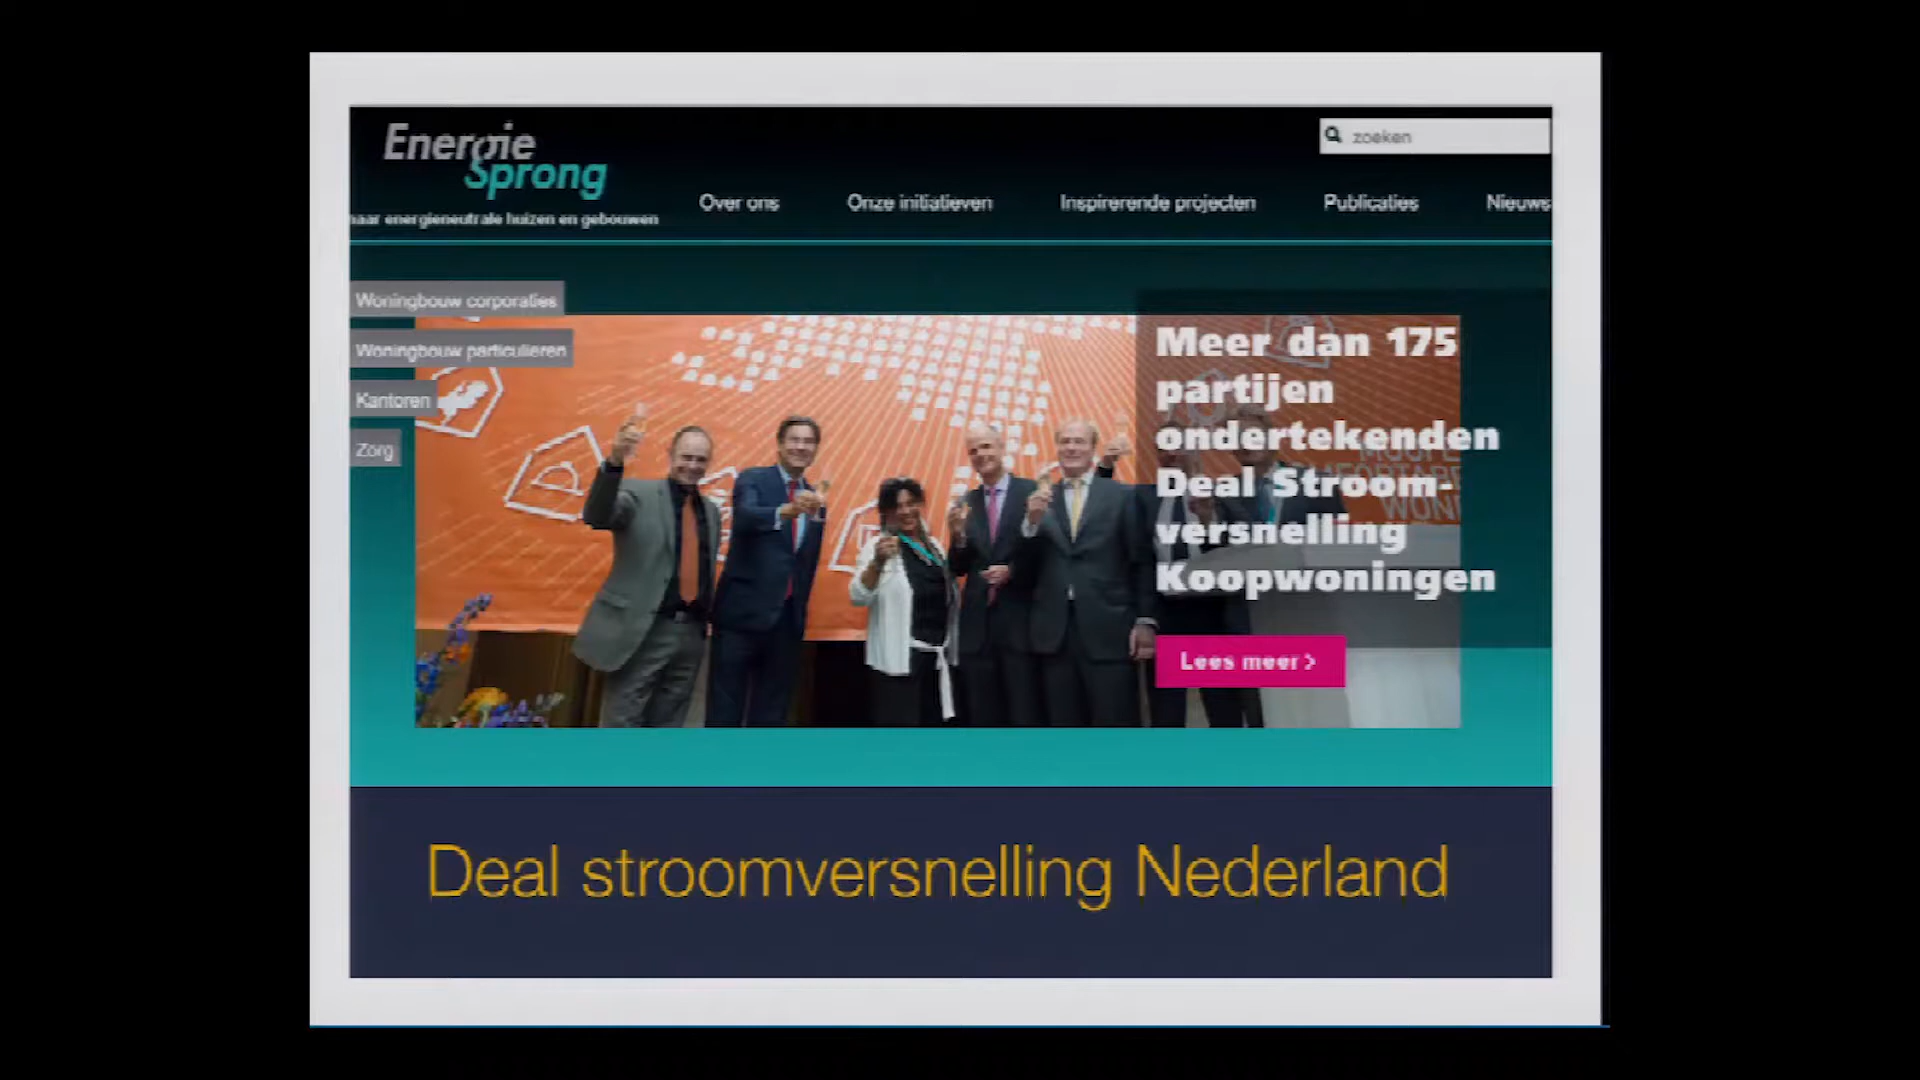 Energie
Sprong
naar energieneutrale huizen en gebouwen
zoeken
Over ons
Onze initiatieven
Inspirerende projecten
Publicaties
Nieuws
Woningbouw corporaties
Woningbouw particulieren
Kantoren
Zorg
Meer dan 175
partijen
ondertekenden
Deal Stroom-
versnelling
Koopwoningen
Lees meer >
Deal stroomversnelling Nederland